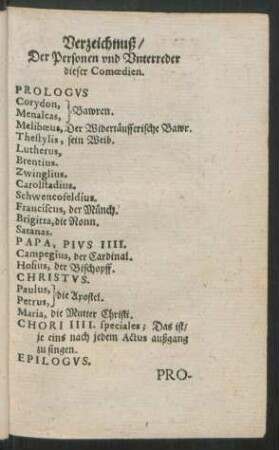 Verzeichnuß/
Der Personen vnd Vnterreder
dieser Comœdien.
PROLOGVS
Corydon,
Menalcas, } Bawren.
Melibœus, Der Widertäufferische Bawr.
Thestylis, sein Weib.
Lutherus,
Brentius.
Zwinglius.
Carolstadius.
Schwencofeldius.
Franciscus, der Münch.
Brigitta, die Nonn.
Satanas.
PAPA, PIVS IIII.
Campegius, der Cardinal.
Hosius, der Bischopff.
CHRISTVS.
Paulus,
Petrus, } die Apostel.
Maria, die Mutter Christi.
CHORI IIII. speciales; Das ist/
je eins nach jedem Actus außgang
zu singen.
EPILOGVS.
PRO-